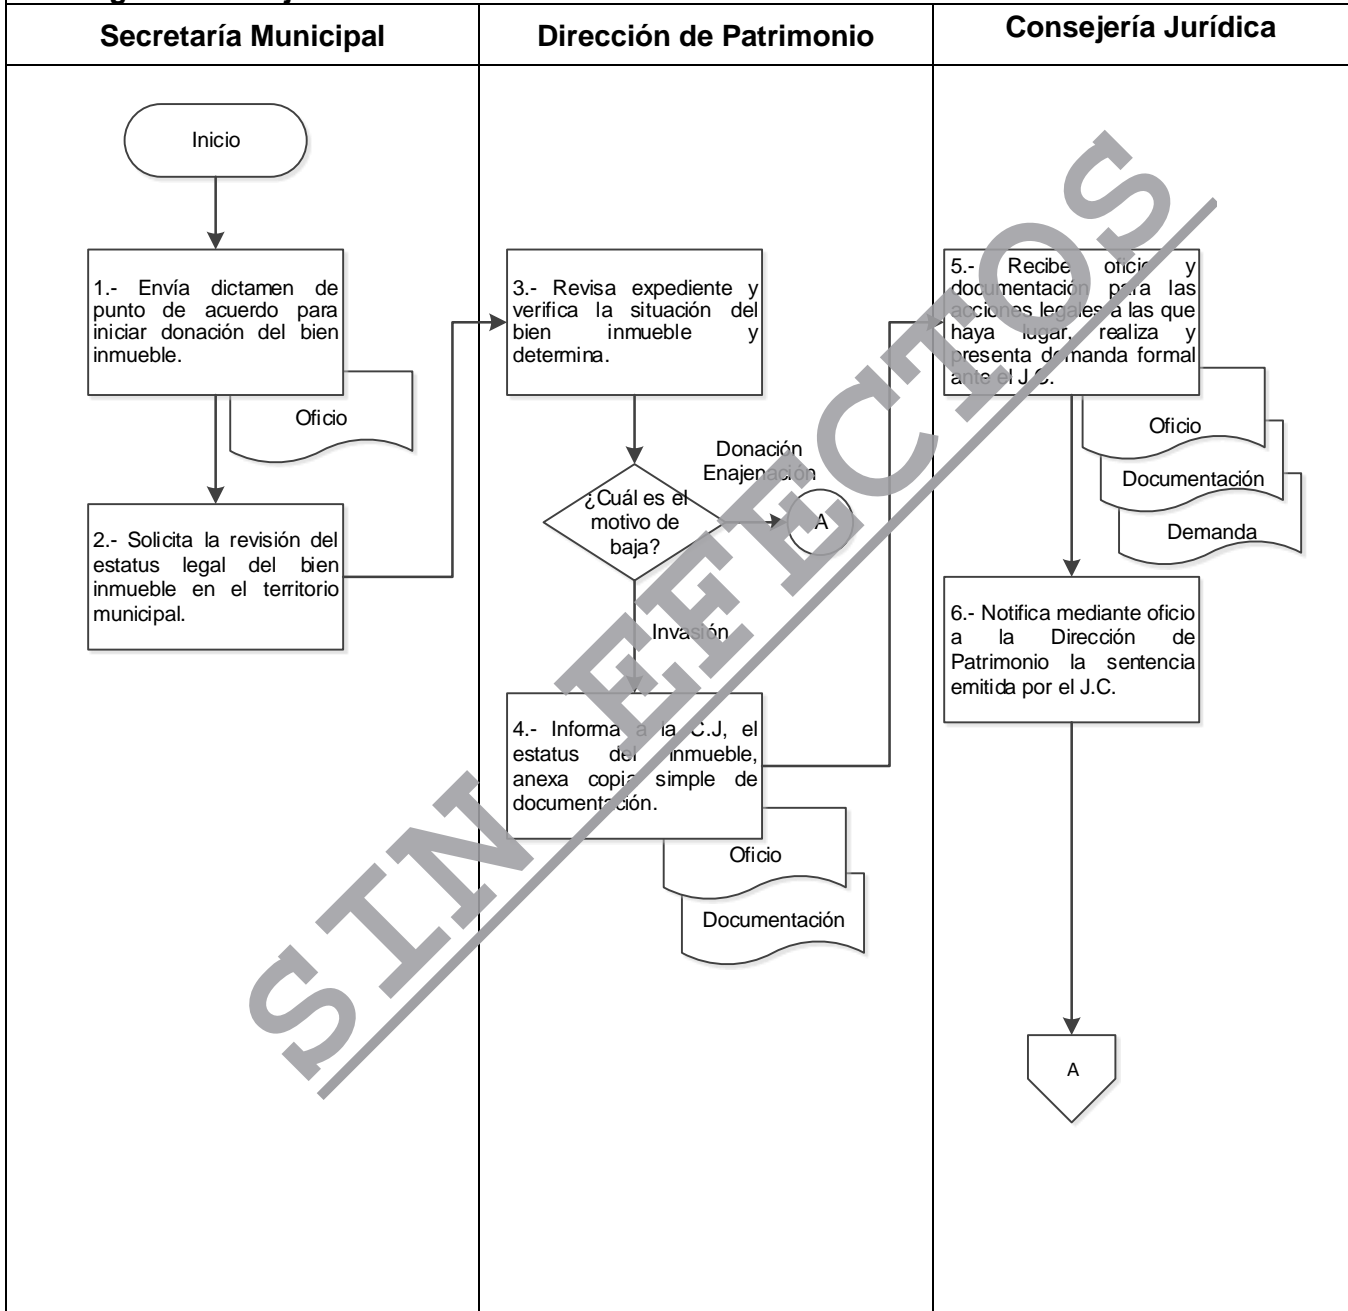 Secretaría Municipal
Dirección de Patrimonio
Consejería Jurídica
Inicio
1.- Envía dictamen de
punto de acuerdo para
iniciar donación del bien
inmueble.
Oficio
2.- Solicita la revisión del
estatus legal del bien
inmueble en el territorio
municipal.
3.- Revisa expediente y
verifica la situación del
bien inmueble y
determina.
¿Cuál es el
motivo de
baja?
Donación
Enajenación
A
Invasión
4.- Informa a la C.J, el
estatus del inmueble,
anexa copia simple de
documentación.
Oficio
Documentación
5.- Recibe oficio y
documentación para las
acciones legales a las que
haya lugar, realiza y
presenta demanda formal
ante el J.C.
Oficio
Documentación
Demanda
6.- Notifica mediante oficio
a la Dirección de
Patrimonio la sentencia
emitida por el J.C.
A
SIN EFECTOS